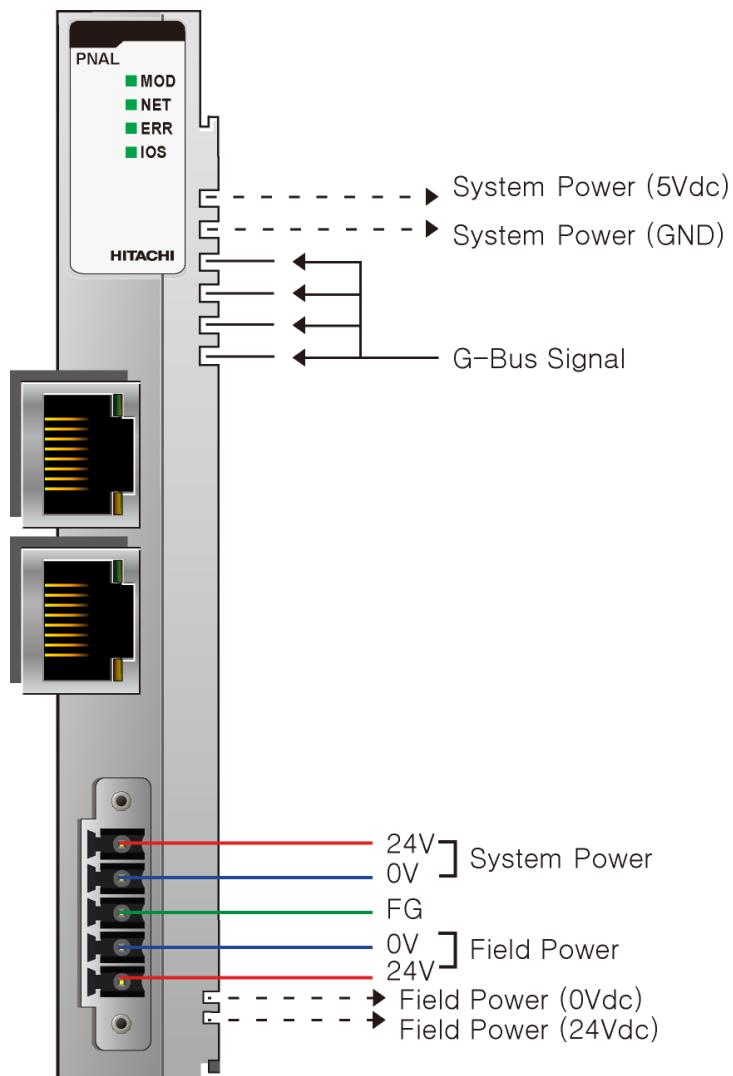 PNAL
MOD
NET
ERR
IOS
HITACHI
System Power (5Vdc)
System Power (GND)
G-Bus Signal
24V
0V
System Power
FG
0V
24V
Field Power
Field Power (0Vdc)
Field Power (24Vdc)